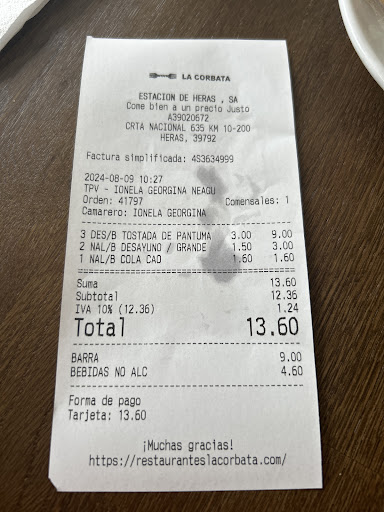 LA CORBATA
ESTACION DE HERAS , SA
Come bien a un precio Justo
A39020672
CRTA NACIONAL 635 KM 10-200
HERAS, 39792
Factura simplificada: 4S3634999
2024-08-09 10:27
TPV - IONELA GEORGINA NEAGU
Orden: 41797 Comensales: 1
Camarero: IONELA GEORGINA
3 DES/B TOSTADA DE PANTUMA 3.00 9.00
2 NAL/B DESAYUNO / GRANDE 1.50 3.00
1 NAL/B COLA CAO 1.60 1.60
Suma 13.60
Subtotal 12.36
IVA 10% (12.36) 1.24
Total 13.60
BARRA 9.00
BEBIDAS NO ALC 4.60
Forma de pago
Tarjeta: 13.60
¡Muchas gracias!
https://restauranteslacorbata.com/